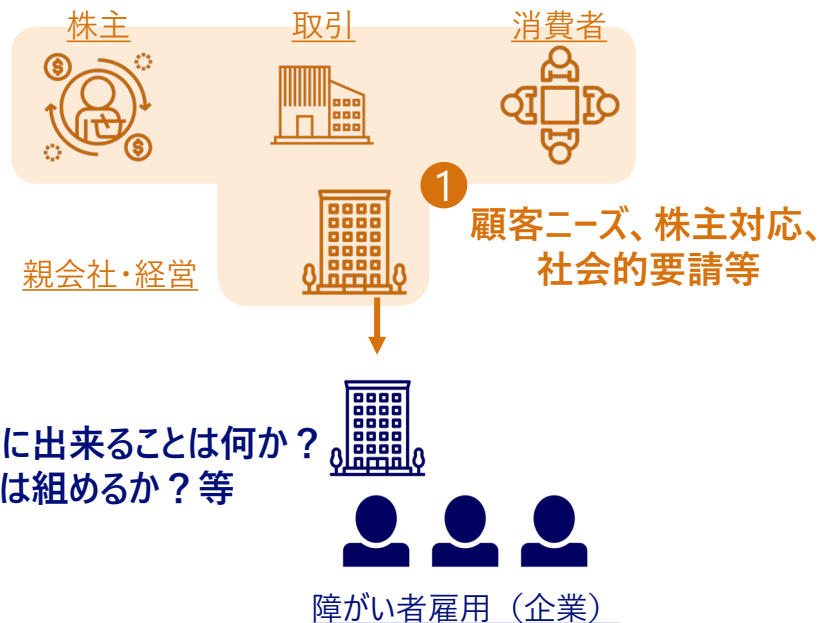 株主
取引
消費者
1
顧客ニーズ、株主対応、
社会的要請等
親会社・経営
に出来ることは何か？
は組めるか？等
障がい者雇用（企業）